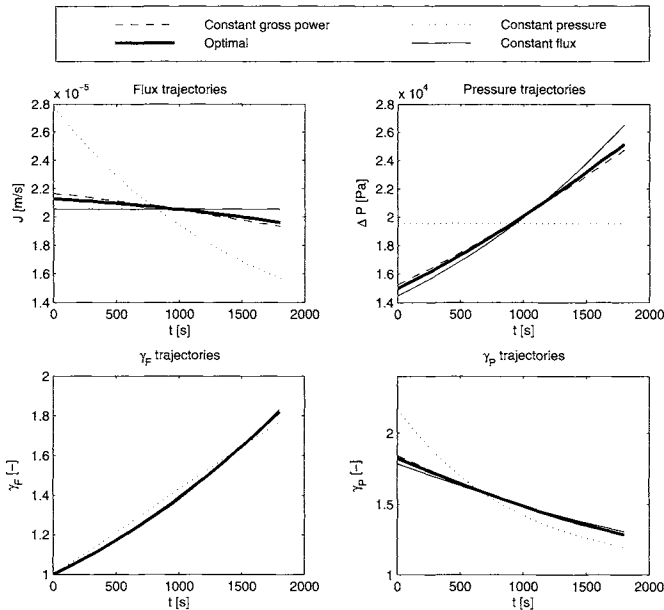 Constant gross power
Constant pressure
Optimal
Constant flux
x 10⁻⁵
Flux trajectories
2.8
2.6
2.4
2.2
2
1.8
1.6
1.4
J [m/s]
0
500
1000
1500
2000
t [s]
x 10⁴
Pressure trajectories
2.8
2.6
2.4
2.2
2
1.8
1.6
1.4
Δ P [Pa]
0
500
1000
1500
2000
t [s]
γF trajectories
2
1.8
1.6
1.4
1.2
1
γF [-]
0
500
1000
1500
2000
t [s]
γP trajectories
2
1.5
1
γP [-]
0
500
1000
1500
2000
t [s]